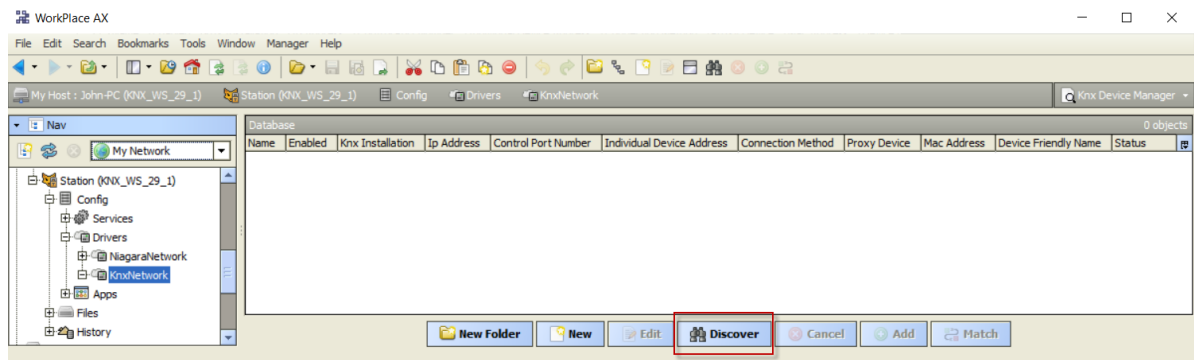 WorkPlace AX
File Edit Search Bookmarks Tools Window Manager Help
My Host : John-PC (KNX_WS_29_1) Station (KNX_WS_29_1) Config Drivers KnxNetwork Knx Device Manager
Nav
My Network
Station (KNX_WS_29_1)
Config
Services
Drivers
NiagaraNetwork
KnxNetwork
Apps
Files
History
Database 0 objects
Name Enabled Knx Installation Ip Address Control Port Number Individual Device Address Connection Method Proxy Device Mac Address Device Friendly Name Status
New Folder New Edit Discover Cancel Add Match